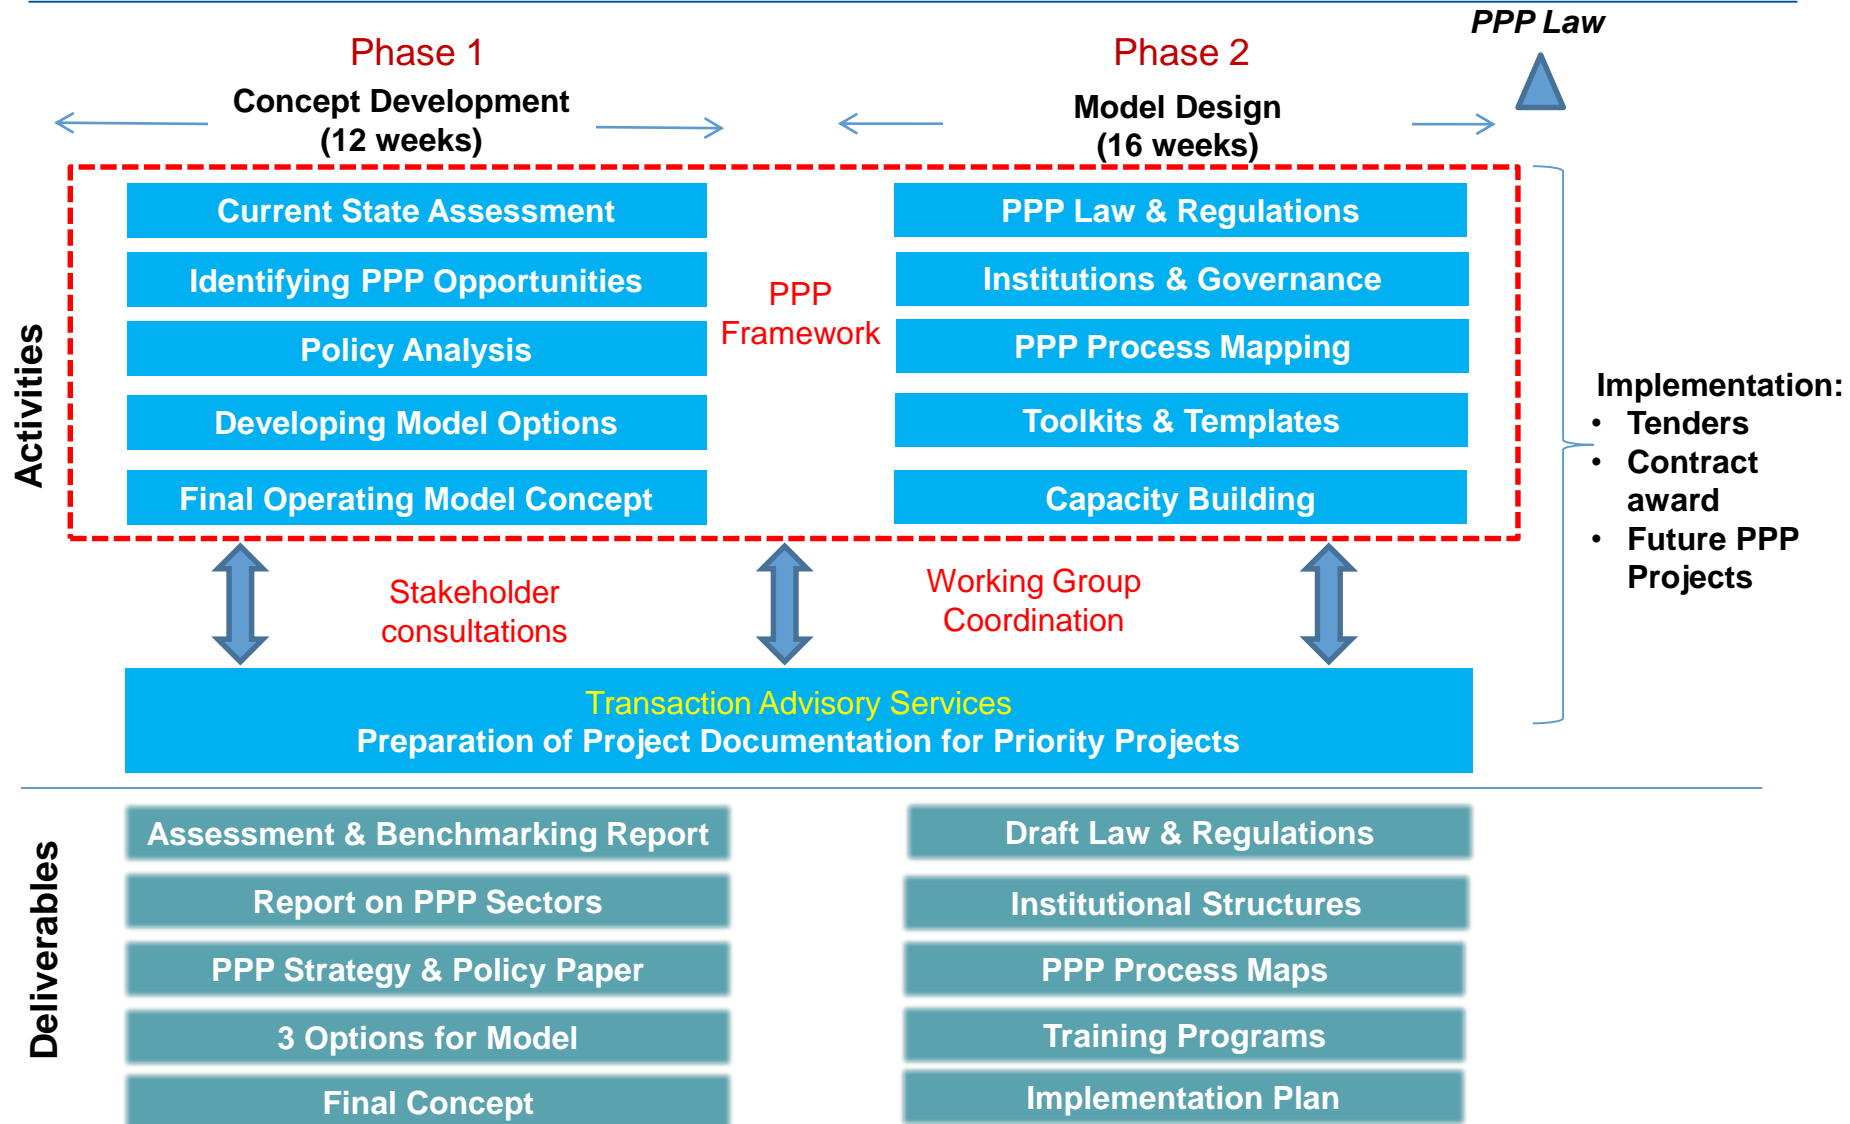 PPP Law
Phase 1
Concept Development
(12 weeks)
Phase 2
Model Design
(16 weeks)
Activities
Current State Assessment
Identifying PPP Opportunities
Policy Analysis
Developing Model Options
Final Operating Model Concept
PPP
Framework
PPP Law & Regulations
Institutions & Governance
PPP Process Mapping
Toolkits & Templates
Capacity Building
Implementation:
• Tenders
• Contract
award
• Future PPP
Projects
Stakeholder
consultations
Working Group
Coordination
Transaction Advisory Services
Preparation of Project Documentation for Priority Projects
Deliverables
Assessment & Benchmarking Report
Report on PPP Sectors
PPP Strategy & Policy Paper
3 Options for Model
Final Concept
Draft Law & Regulations
Institutional Structures
PPP Process Maps
Training Programs
Implementation Plan